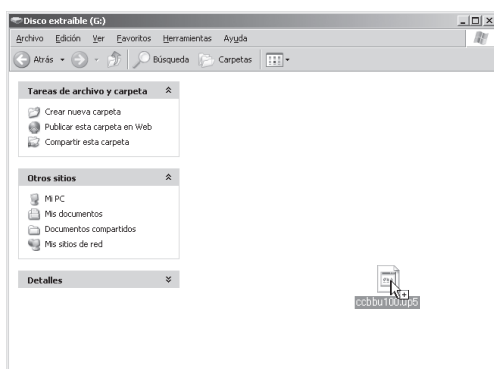 Disco extraíble (G:)
Archivo Edición Ver Favoritos Herramientas Ayuda
Atrás Búsqueda Carpetas
Tareas de archivo y carpeta
Crear nueva carpeta
Publicar esta carpeta en Web
Compartir esta carpeta
Otros sitios
Mi PC
Mis documentos
Documentos compartidos
Mis sitios de red
Detalles
ccbbu100.up5